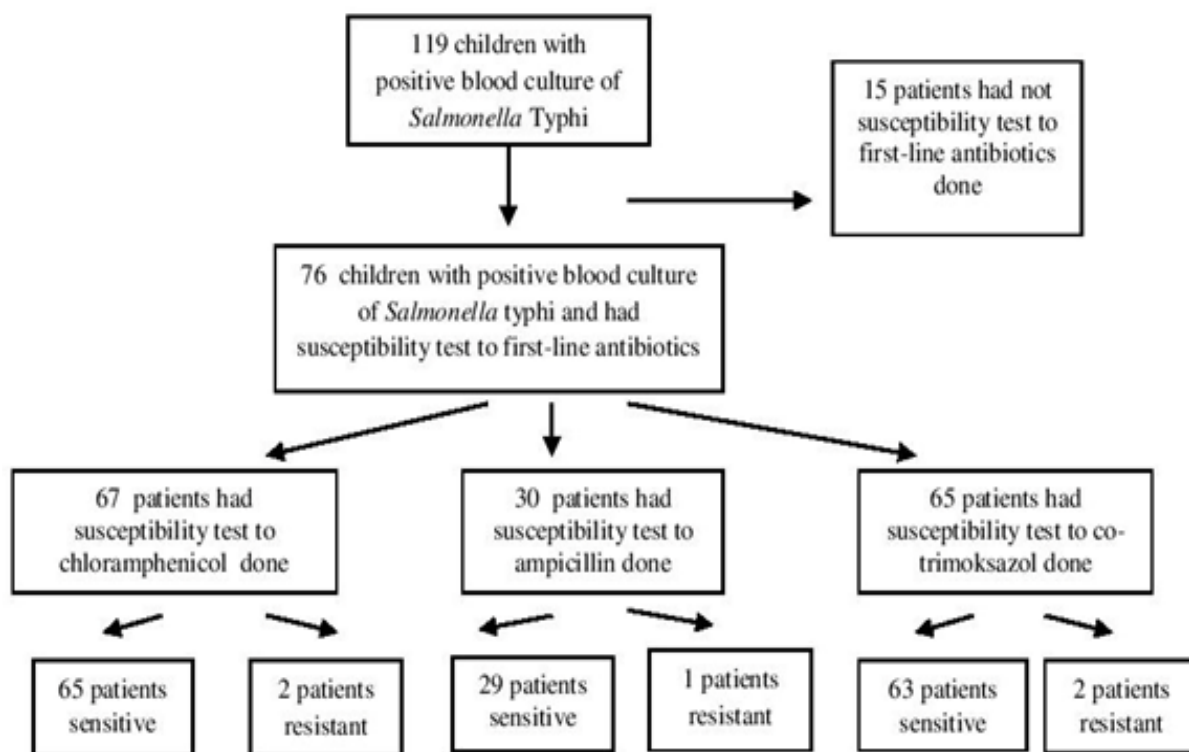 119 children with
positive blood culture of
Salmonella Typhi
15 patients had not
susceptibility test to
first-line antibiotics
done
76 children with positive blood culture
of Salmonella typhi and had
susceptibility test to first-line antibiotics
67 patients had
susceptibility test to
chloramphenicol done
30 patients had
susceptibility test to
ampicillin done
65 patients had
susceptibility test to co-
trimoksazol done
65 patients
sensitive
2 patients
resistant
29 patients
sensitive
1 patients
resistant
63 patients
sensitive
2 patients
resistant